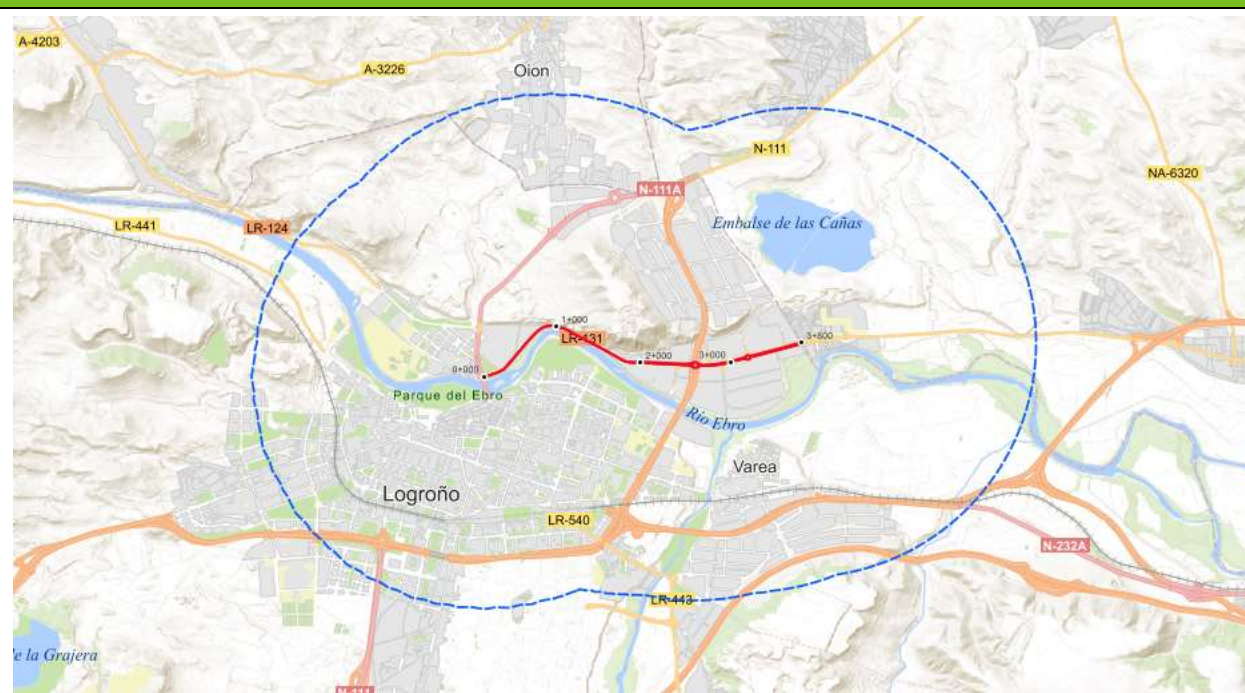 A-4203
A-3226
Oion
N-111
NA-6320
N-111A
LR-441
LR-124
Embalse de las Cañas
1+000
LR-131
3+800
2+000
3+000
0+000
Parque del Ebro
Río Ebro
Varea
Logroño
LR-540
N-232A
LR-443
e la Grajera
N-111